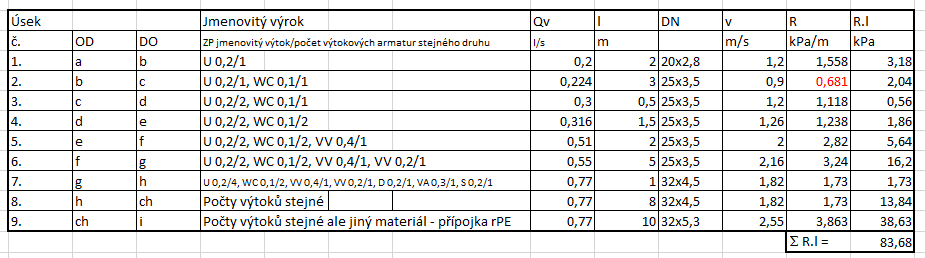 Úsek Jmenovitý výrok Qv l DN v R R.l
č. OD DO ZP jmenovitý výtok/počet výtokových armatur stejného druhu l/s m m/s kPa/m kPa
1. a b U 0,2/1 0,2 2 20x2,8 1,2 1,558 3,18
2. b c U 0,2/1, WC 0,1/1 0,224 3 25x3,5 0,9 0,681 2,04
3. c d U 0,2/2, WC 0,1/1 0,3 0,5 25x3,5 1,2 1,118 0,56
4. d e U 0,2/2, WC 0,1/2 0,316 1,5 25x3,5 1,26 1,238 1,86
5. e f U 0,2/2, WC 0,1/2, VV 0,4/1 0,51 2 25x3,5 2 2,82 5,64
6. f g U 0,2/2, WC 0,1/2, VV 0,4/1, VV 0,2/1 0,55 5 25x3,5 2,16 3,24 16,2
7. g h U 0,2/4, WC 0,1/2, VV 0,4/1, VV 0,2/1, D 0,2/1, VA 0,3/1, S 0,2/1 0,77 1 32x4,5 1,82 1,73 1,73
8. h ch Počty výtoků stejné 0,77 8 32x4,5 1,82 1,73 13,84
9. ch i Počty výtoků stejné ale jiný materiál - přípojka rPE 0,77 10 32x5,3 2,55 3,863 38,63
Σ R.l = 83,68